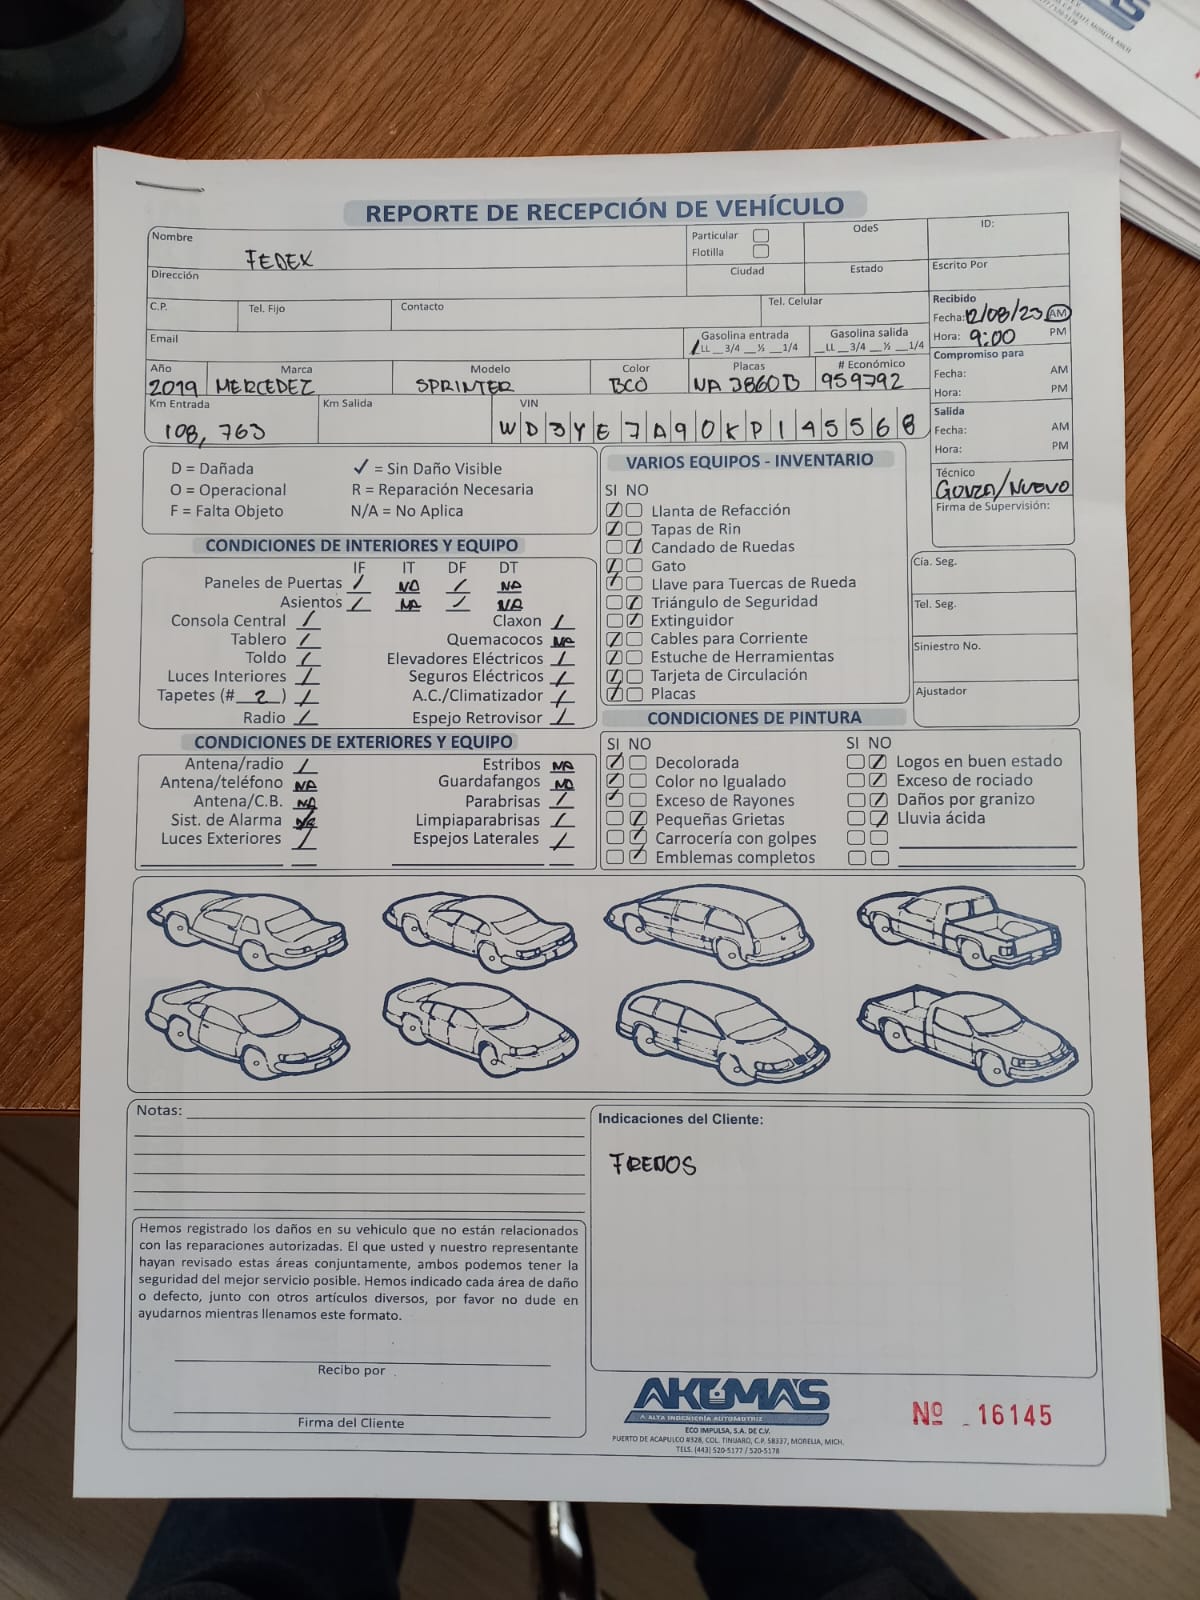 REPORTE DE RECEPCIÓN DE VEHÍCULO
Nombre FEDEX Particular Flotilla OdeS ID:
Dirección Ciudad Estado Escrito Por
C.P. Tel. Fijo Contacto Tel. Celular
Recibido
Fecha: 12/08/23 AM
Hora: 9:00 PM
Email Gasolina entrada Gasolina salida
/LL __3/4 __½ __1/4 __LL __3/4 __½ __1/4
Compromiso para
Fecha: AM
Hora: PM
Año Marca Modelo Color Placas # Económico
2019 MERCEDEZ SPRINTER BCO NA 3860B 959792
Km Entrada Km Salida VIN
108,763 WD3YE7A90KP145568
Salida
Fecha: AM
Hora: PM
Técnico
GONZA/NUEVO
Firma de Supervisión:
D = Dañada ✓ = Sin Daño Visible
O = Operacional R = Reparación Necesaria
F = Falta Objeto N/A = No Aplica
CONDICIONES DE INTERIORES Y EQUIPO
IF IT DF DT
Paneles de Puertas / NA / NA
Asientos / NA / NA
Consola Central / Claxon /
Tablero / Quemacocos NA
Toldo / Elevadores Eléctricos /
Luces Interiores / Seguros Eléctricos /
Tapetes (# 2 ) / A.C./Climatizador /
Radio / Espejo Retrovisor /
CONDICIONES DE EXTERIORES Y EQUIPO
Antena/radio / Estribos NA
Antena/teléfono NA Guardafangos NA
Antena/C.B. NA Parabrisas /
Sist. de Alarma NA Limpiaparabrisas /
Luces Exteriores / Espejos Laterales /
VARIOS EQUIPOS - INVENTARIO
SI NO
Llanta de Refacción
Tapas de Rin
Candado de Ruedas
Gato
Llave para Tuercas de Rueda
Triángulo de Seguridad
Extinguidor
Cables para Corriente
Estuche de Herramientas
Tarjeta de Circulación
Placas
Cía. Seg.
Tel. Seg.
Siniestro No.
Ajustador
CONDICIONES DE PINTURA
SI NO SI NO
Decolorada Logos en buen estado
Color no Igualado Exceso de rociado
Exceso de Rayones Daños por granizo
Pequeñas Grietas Lluvia ácida
Carrocería con golpes
Emblemas completos
Notas:
Indicaciones del Cliente:
FRENOS
Hemos registrado los daños en su vehiculo que no están relacionados
con las reparaciones autorizadas. El que usted y nuestro representante
hayan revisado estas áreas conjuntamente, ambos podemos tener la
seguridad del mejor servicio posible. Hemos indicado cada área de daño
o defecto, junto con otros artículos diversos, por favor no dude en
ayudarnos mientras llenamos este formato.
Recibo por
Firma del Cliente
AKUMA'S
A ALTA INGENIERÍA AUTOMOTRIZ
ECO IMPULSA, S.A. DE C.V.
PUERTO DE ACAPULCO #328, COL. TINIJARO, C.P. 58337, MORELIA, MICH.
TELS. (443) 520-5177 / 520-5178
Nº 16145